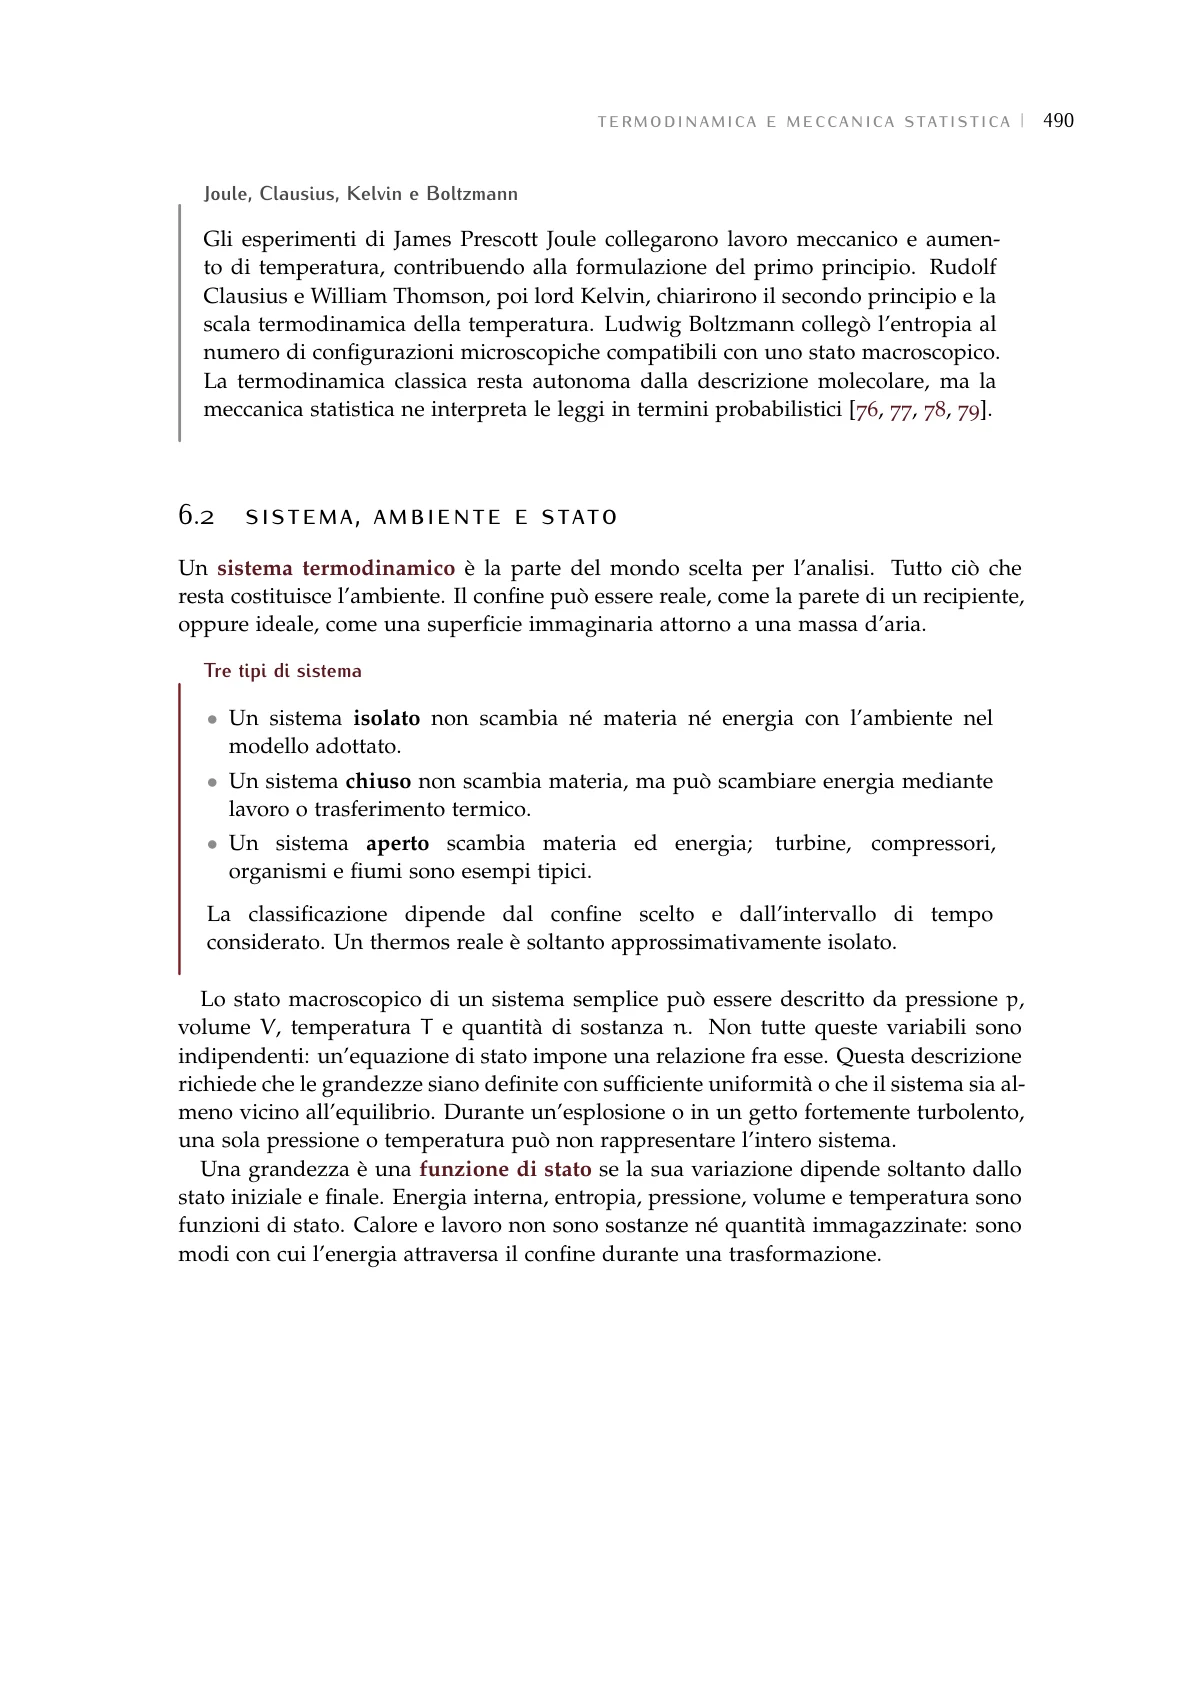 TERMODINAMICA E MECCANICA STATISTICA | 490
Joule, Clausius, Kelvin e Boltzmann
Gli esperimenti di James Prescott Joule collegarono lavoro meccanico e aumen-
to di temperatura, contribuendo alla formulazione del primo principio. Rudolf
Clausius e William Thomson, poi lord Kelvin, chiarirono il secondo principio e la
scala termodinamica della temperatura. Ludwig Boltzmann collegò l'entropia al
numero di configurazioni microscopiche compatibili con uno stato macroscopico.
La termodinamica classica resta autonoma dalla descrizione molecolare, ma la
meccanica statistica ne interpreta le leggi in termini probabilistici [76, 77, 78, 79].
6.2 SISTEMA, AMBIENTE E STATO
Un sistema termodinamico è la parte del mondo scelta per l'analisi. Tutto ciò che
resta costituisce l'ambiente. Il confine può essere reale, come la parete di un recipiente,
oppure ideale, come una superficie immaginaria attorno a una massa d'aria.
Tre tipi di sistema
• Un sistema isolato non scambia né materia né energia con l'ambiente nel
modello adottato.
• Un sistema chiuso non scambia materia, ma può scambiare energia mediante
lavoro o trasferimento termico.
• Un sistema aperto scambia materia ed energia; turbine, compressori,
organismi e fiumi sono esempi tipici.
La classificazione dipende dal confine scelto e dall'intervallo di tempo
considerato. Un thermos reale è soltanto approssimativamente isolato.
Lo stato macroscopico di un sistema semplice può essere descritto da pressione p,
volume V, temperatura T e quantità di sostanza n. Non tutte queste variabili sono
indipendenti: un'equazione di stato impone una relazione fra esse. Questa descrizione
richiede che le grandezze siano definite con sufficiente uniformità o che il sistema sia al-
meno vicino all'equilibrio. Durante un'esplosione o in un getto fortemente turbolento,
una sola pressione o temperatura può non rappresentare l'intero sistema.
Una grandezza è una funzione di stato se la sua variazione dipende soltanto dallo
stato iniziale e finale. Energia interna, entropia, pressione, volume e temperatura sono
funzioni di stato. Calore e lavoro non sono sostanze né quantità immagazzinate: sono
modi con cui l'energia attraversa il confine durante una trasformazione.